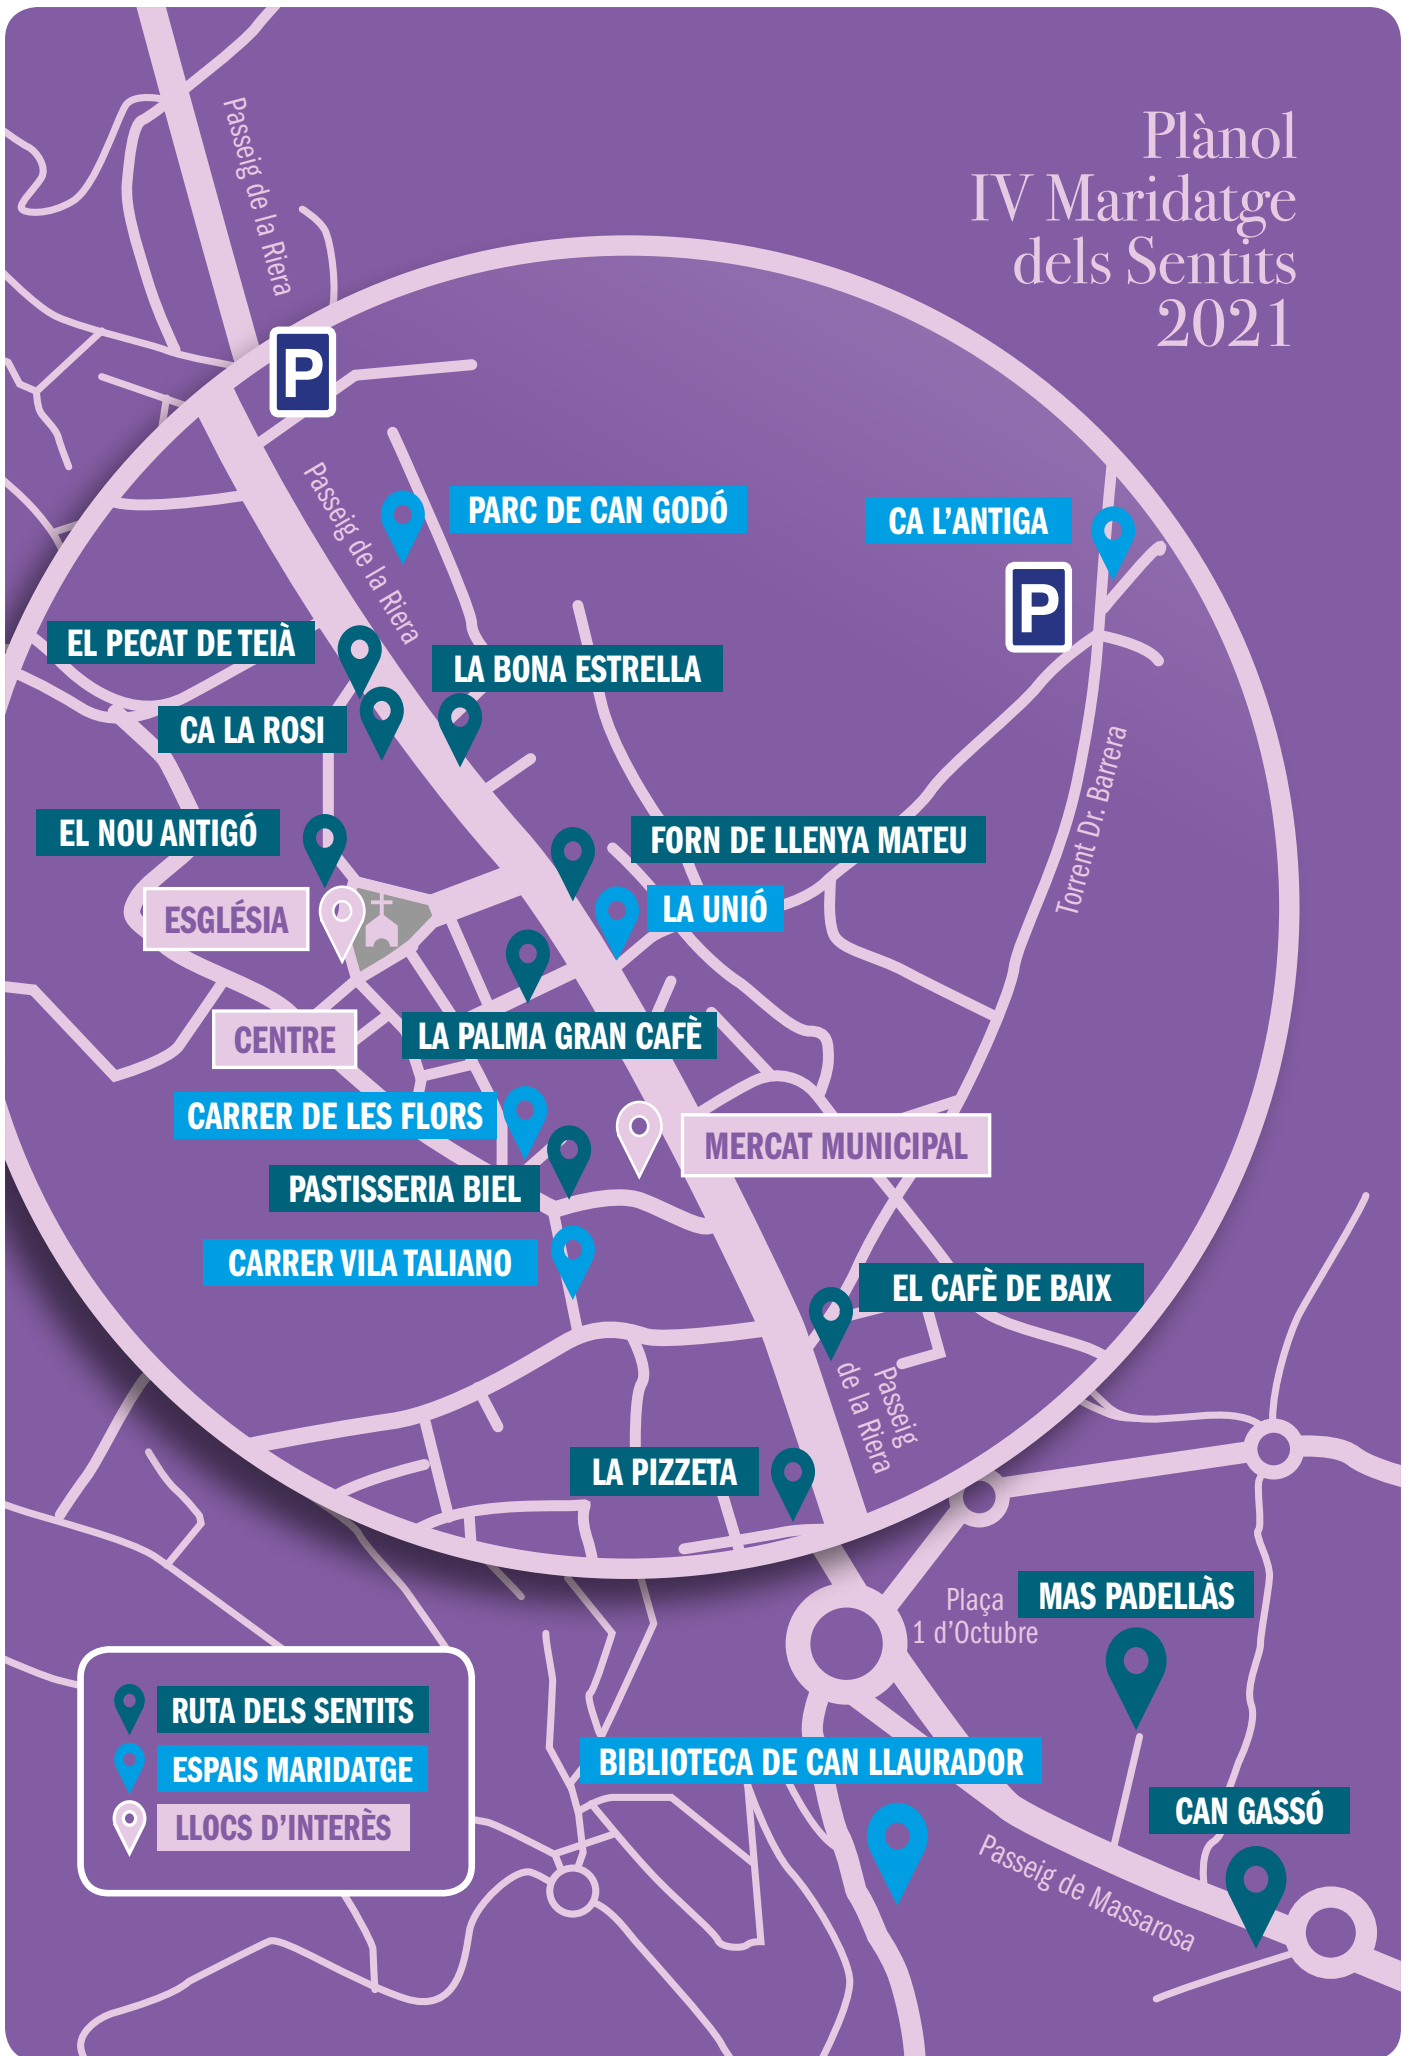 Plànol
IV Maridatge
dels Sentits
2021
Passeig de la Riera
P
Passeig de la Riera
PARC DE CAN GODÓ
CA L'ANTIGA
P
EL PECAT DE TEIÀ
LA BONA ESTRELLA
CA LA ROSI
Torrent Dr. Barrera
EL NOU ANTIGÓ
FORN DE LLENYA MATEU
LA UNIÓ
ESGLÉSIA
CENTRE
LA PALMA GRAN CAFÈ
CARRER DE LES FLORS
MERCAT MUNICIPAL
PASTISSERIA BIEL
CARRER VILA TALIANO
EL CAFÈ DE BAIX
Passeig
de la Riera
LA PIZZETA
Plaça
1 d'Octubre
MAS PADELLÀS
RUTA DELS SENTITS
ESPAIS MARIDATGE
LLOCS D'INTERÈS
BIBLIOTECA DE CAN LLAURADOR
CAN GASSÓ
Passeig de Massarosa